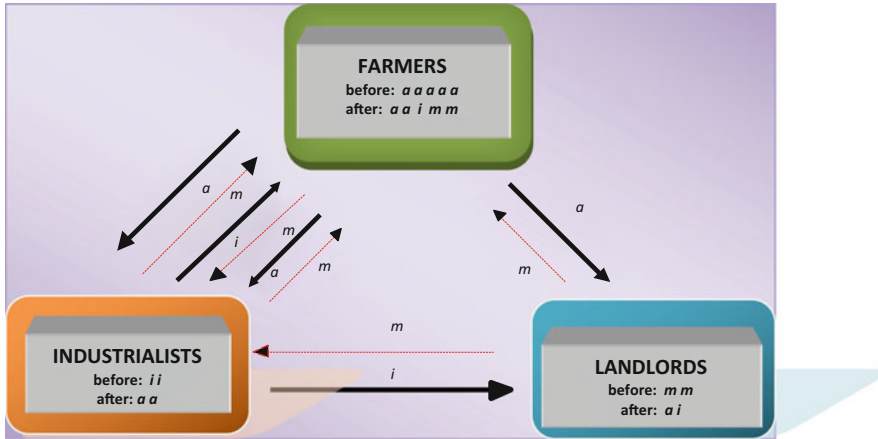 FARMERS
before: a a a a a
after: a a i m m
a
m
i
m
a
m
a
m
m
i
INDUSTRIALISTS
before: i i
after: a a
LANDLORDS
before: m m
after: a i